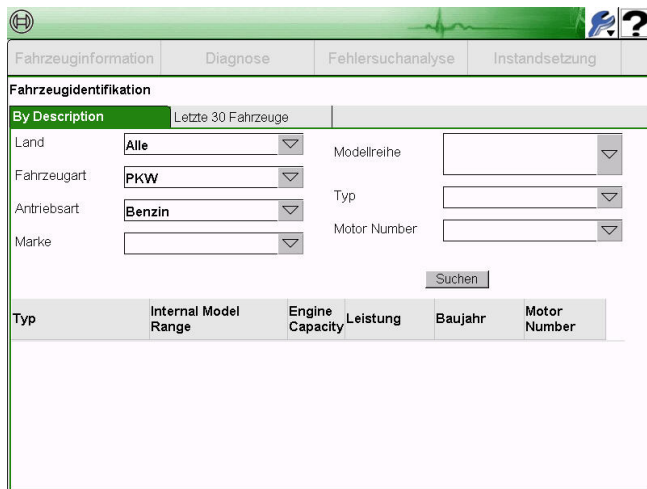 ?
Fahrzeuginformation Diagnose Fehlersuchanalyse Instandsetzung
Fahrzeugidentifikation
By Description Letzte 30 Fahrzeuge
Land Alle
Fahrzeugart PKW
Antriebsart Benzin
Marke
Modellreihe
Typ
Motor Number
Suchen
Typ Internal Model Range Engine Capacity Leistung Baujahr Motor Number